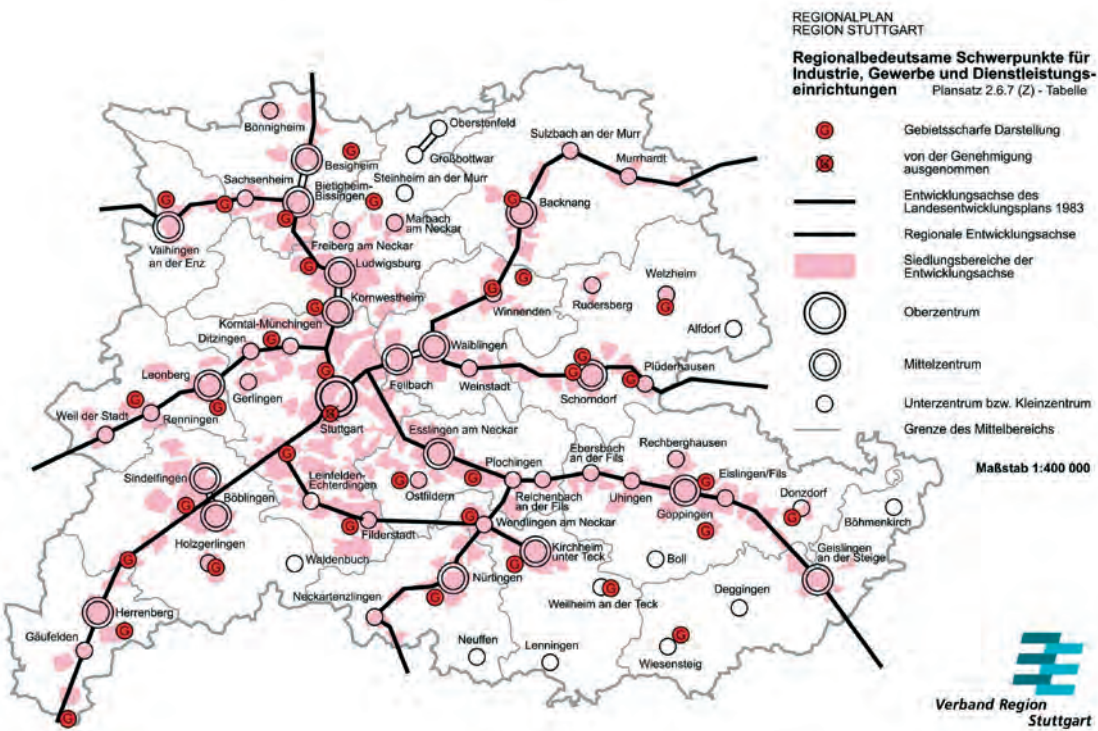 REGIONALPLAN
REGION STUTTGART
Regionalbedeutsame Schwerpunkte für
Industrie, Gewerbe und Dienstleistungs-
einrichtungen Plansatz 2.6.7 (Z) - Tabelle
G Gebietsscharfe Darstellung
von der Genehmigung
ausgenommen
Entwicklungsachse des
Landesentwicklungsplans 1983
Regionale Entwicklungsachse
Siedlungsbereiche der
Entwicklungsachse
Oberzentrum
Mittelzentrum
Unterzentrum bzw. Kleinzentrum
Grenze des Mittelbereichs
Maßstab 1:400 000
Bönnigheim
Oberstenfeld
Großbottwar
Besigheim
Sulzbach an der Murr
Murrhardt
Sachsenheim
Bietigheim-
Bissingen
Steinheim an der Murr
Marbach
am Neckar
Backnang
Vaihingen
an der Enz
Freiberg am Neckar
Ludwigsburg
Kornwestheim
Welzheim
Rudersberg
Winnenden
Alfdorf
Korntal-Münchingen
Ditzingen
Waiblingen
Leonberg
Gerlingen
Fellbach
Weinstadt
Plüderhausen
Schorndorf
Weil der Stadt
Renningen
Stuttgart
Esslingen am Neckar
Ebersbach
an der Fils
Rechberghausen
Sindelfingen
Leinfelden-
Echterdingen
Plochingen
Eislingen/Fils
Böblingen
Ostfildern
Reichenbach
an der Fils
Uhingen
Göppingen
Donzdorf
Böhmenkirch
Filderstadt
Wendlingen am Neckar
Holzgerlingen
Waldenbuch
Kirchheim
unter Teck
Boll
Geislingen
an der Steige
Nürtingen
Neckartenzlingen
Weilheim an der Teck
Deggingen
Herrenberg
Gäufelden
Neuffen
Lenningen
Wiesensteig
Verband Region
Stuttgart